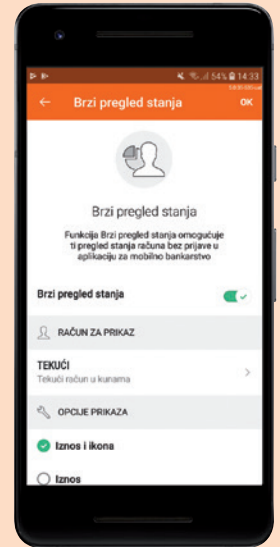 54% 14:33
Brzi pregled stanja OK
Brzi pregled stanja
Funkcija Brzi pregled stanja omogućuje
ti pregled stanja računa bez prijave u
aplikaciju za mobilno bankarstvo
Brzi pregled stanja
RAČUN ZA PRIKAZ
TEKUĆI
Tekući račun u kunama
OPCIJE PRIKAZA
Iznos i ikona
Iznos